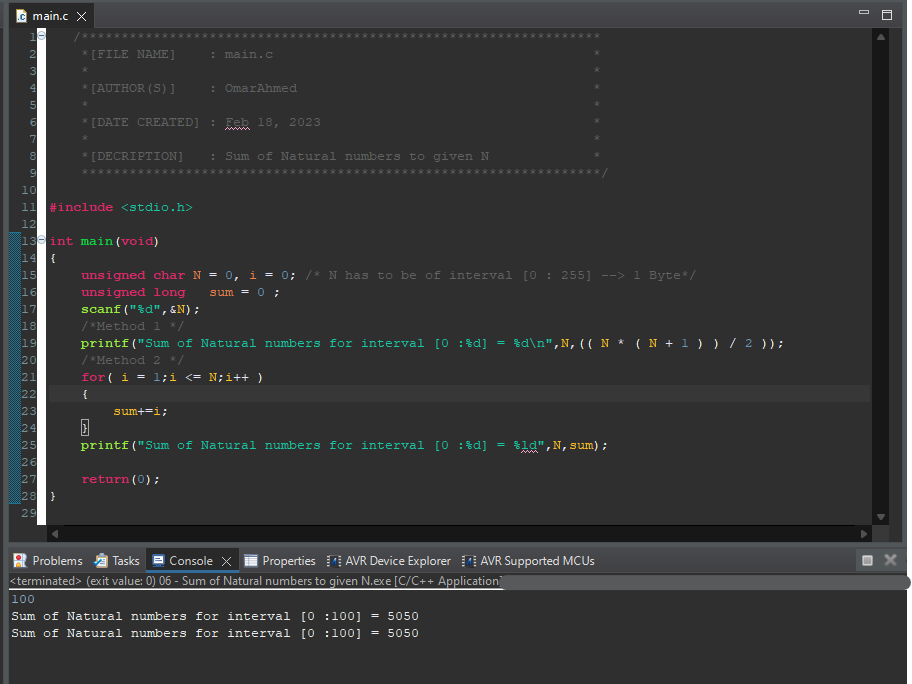 main.c
1 /*****************************************************************
2 *[FILE NAME] : main.c *
3 * *
4 *[AUTHOR(S)] : OmarAhmed *
5 * *
6 *[DATE CREATED] : Feb 18, 2023 *
7 * *
8 *[DECRIPTION] : Sum of Natural numbers to given N *
9 *****************************************************************/
10
11 #include <stdio.h>
12
13 int main(void)
14 {
15 unsigned char N = 0, i = 0; /* N has to be of interval [0 : 255] --> 1 Byte*/
16 unsigned long sum = 0 ;
17 scanf("%d",&N);
18 /*Method 1 */
19 printf("Sum of Natural numbers for interval [0 :%d] = %d\n",N,(( N * ( N + 1 ) ) / 2 ));
20 /*Method 2 */
21 for( i = 1;i <= N;i++ )
22 {
23 sum+=i;
24 }
25 printf("Sum of Natural numbers for interval [0 :%d] = %ld",N,sum);
26
27 return(0);
28 }
29
Problems Tasks Console Properties AVR Device Explorer AVR Supported MCUs
<terminated> (exit value: 0) 06 - Sum of Natural numbers to given N.exe [C/C++ Application]
100
Sum of Natural numbers for interval [0 :100] = 5050
Sum of Natural numbers for interval [0 :100] = 5050